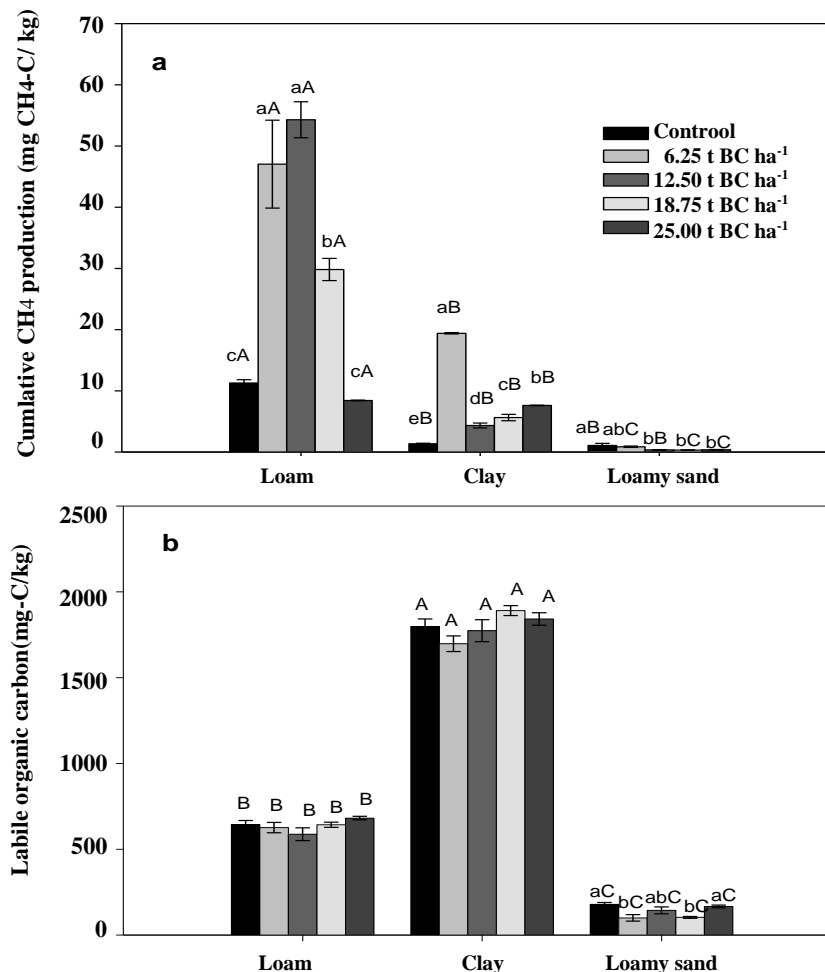 Cumlative CH4 production (mg CH4-C/ kg)
70
60
50
40
30
20
10
0
a
aA
aA
bA
cA
cA
aB
eB
dB
cB
bB
aB
abC
bB
bC
bC
Controol
6.25 t BC ha⁻¹
12.50 t BC ha⁻¹
18.75 t BC ha⁻¹
25.00 t BC ha⁻¹
Loam
Clay
Loamy sand
Labile organic carbon(mg-C/kg)
2500
2000
1500
1000
500
0
b
B
B
B
B
B
A
A
A
A
A
aC
bC
abC
bC
aC
Loam
Clay
Loamy sand